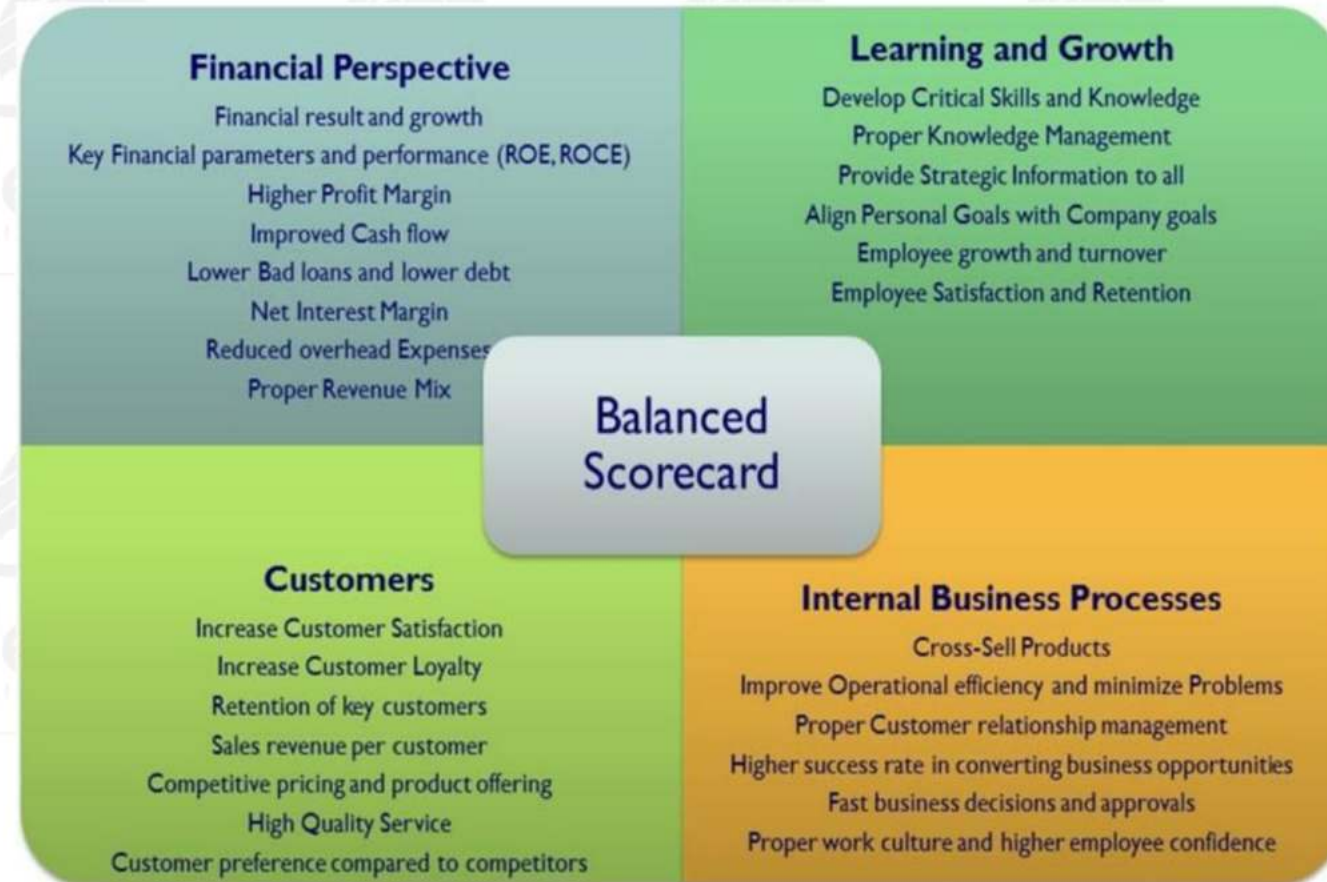 Financial Perspective
Financial result and growth
Key Financial parameters and performance (ROE, ROCE)
Higher Profit Margin
Improved Cash flow
Lower Bad loans and lower debt
Net Interest Margin
Reduced overhead Expenses
Proper Revenue Mix
Learning and Growth
Develop Critical Skills and Knowledge
Proper Knowledge Management
Provide Strategic Information to all
Align Personal Goals with Company goals
Employee growth and turnover
Employee Satisfaction and Retention
Balanced
Scorecard
Customers
Increase Customer Satisfaction
Increase Customer Loyalty
Retention of key customers
Sales revenue per customer
Competitive pricing and product offering
High Quality Service
Customer preference compared to competitors
Internal Business Processes
Cross-Sell Products
Improve Operational efficiency and minimize Problems
Proper Customer relationship management
Higher success rate in converting business opportunities
Fast business decisions and approvals
Proper work culture and higher employee confidence